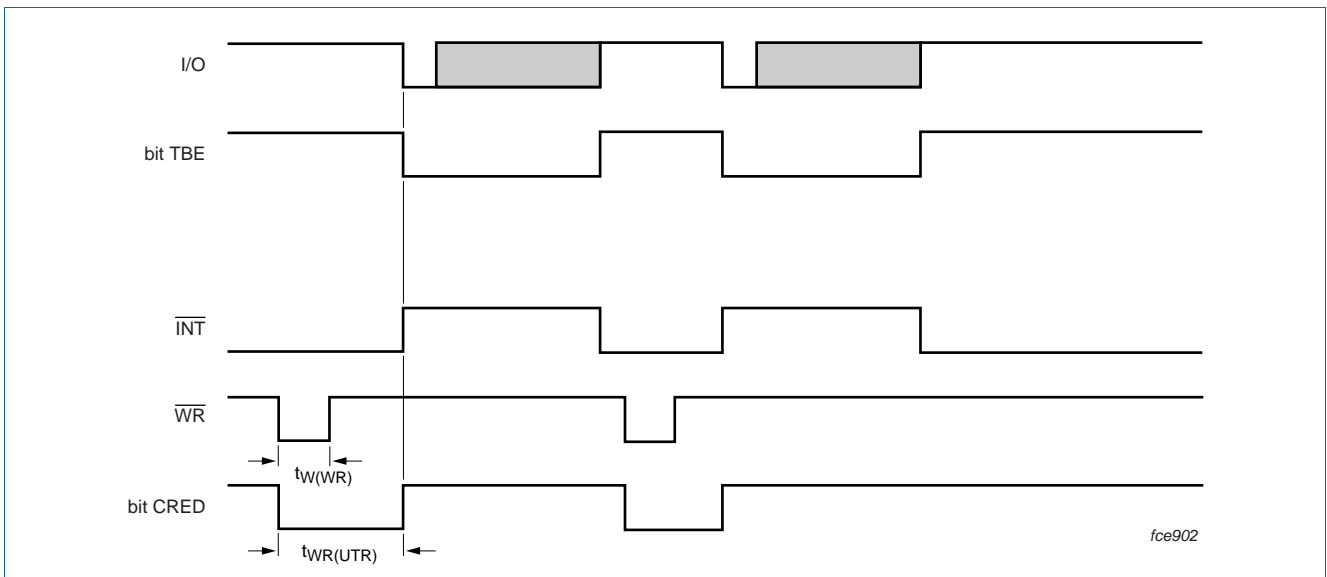 I/O
bit TBE
INT
WR
tW(WR)
bit CRED
tWR(UTR)
fce902